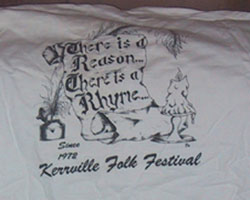 There is a
Reason...
There is a
Rhyme...
Since
1972
Kerrville Folk Festival